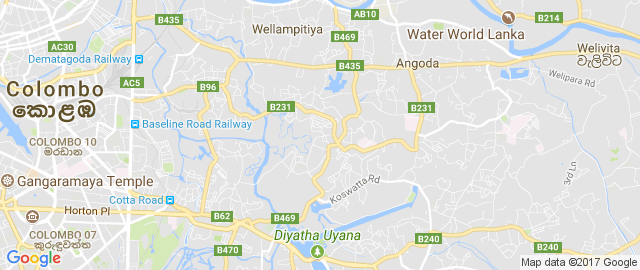 B435
Wellampitiya
AB10
B469
Water World Lanka
B214
AC30
Dematagoda Railway
B435
Angoda
Welivita
වැලිවිට
Colombo
කොළඹ
AC5
B96
B231
B231
Welipara Rd
Baseline Road Railway
COLOMBO 10
මරදාන
3rd Ln
Gangaramaya Temple
Koswatta Rd
Cotta Road
Horton Pl
B62
B469
COLOMBO 07
කුරුඳුවත්ත
B470
Diyatha Uyana
B240
B240
Google
Map data ©2017 Google